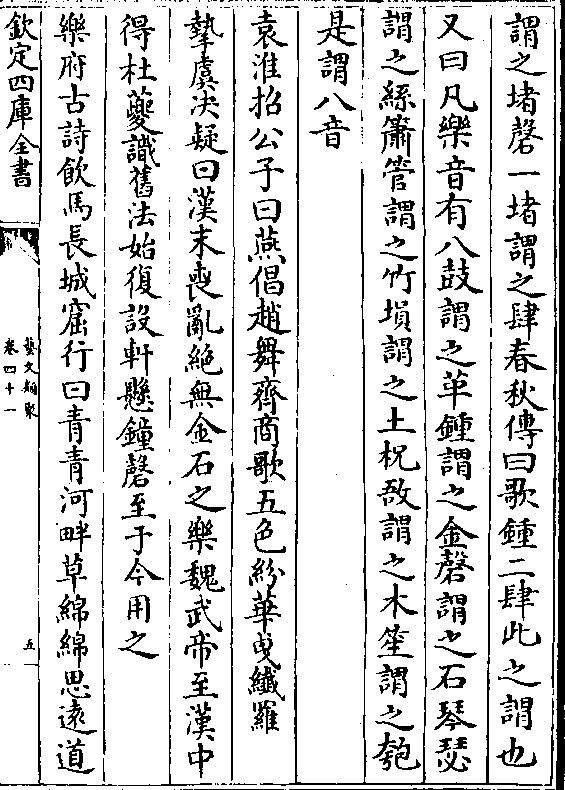 謂之堵磬一堵謂之肆春秋傳曰歌鍾二肆此之謂也
又曰凡樂音有八鼓謂之革鍾謂之金磬謂之石琴瑟
謂之絲簫管謂之竹塤謂之土柷敔謂之木笙謂之匏
是謂八音
袁淮招公子曰燕倡趙舞齊商歌五色紛華曳纖羅
摯虞决疑曰漢末喪亂絶無金石之樂魏武帝至漢中
得杜夔識舊法始復設軒懸鐘磬至于今用之
樂府古詩飲馬長城窟行曰青青河畔草綿綿思遠道
欽定四庫全書
藝文類聚
卷四十一
五